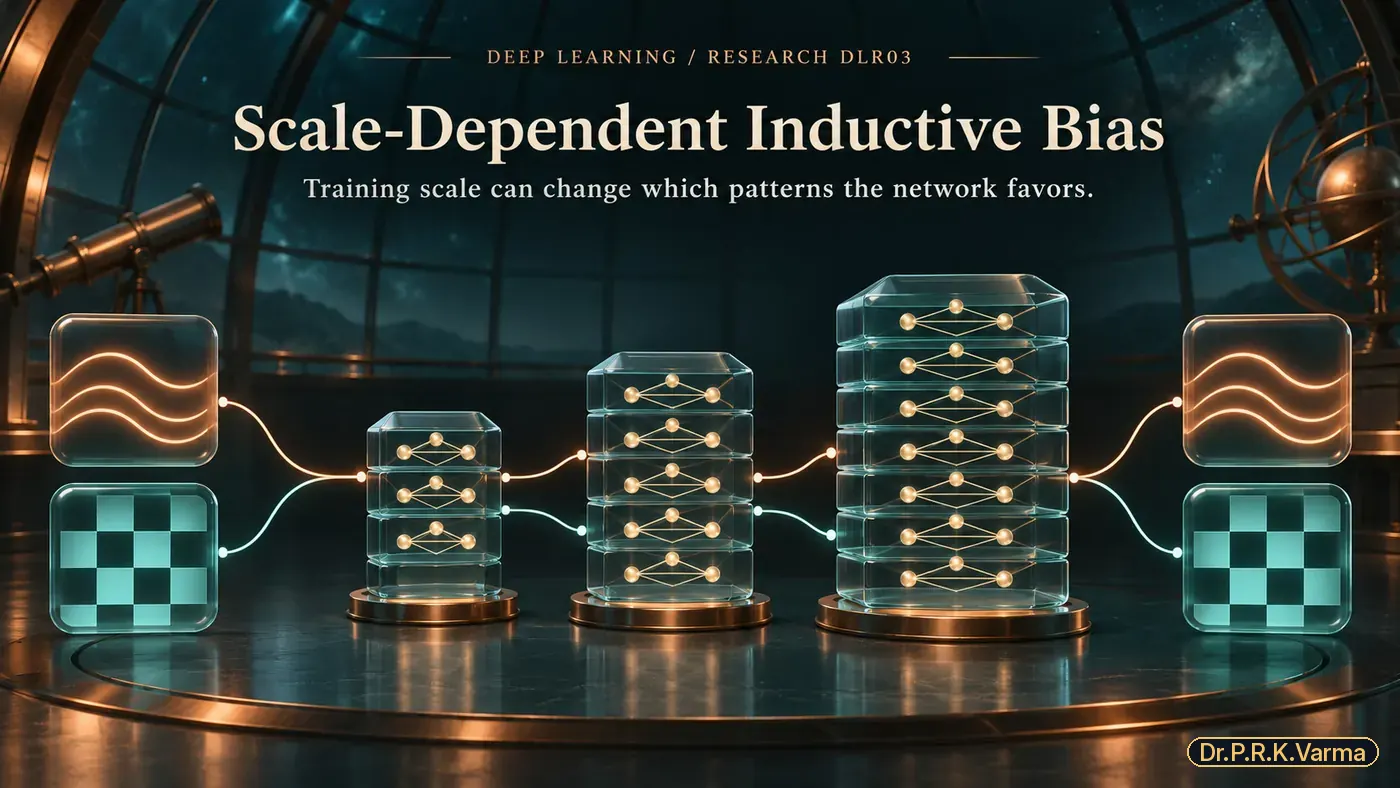 DEEP LEARNING / RESEARCH DLR03
Scale-Dependent Inductive Bias
Training scale can change which patterns the network favors.
Dr.P.R.K.Varma